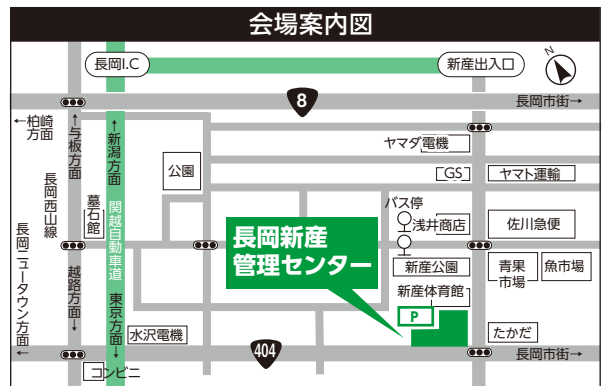 会場案内図
長岡I.C
新産出入口
N
8
長岡市街→
←柏崎
方面
←与板方面
←新潟方面
ヤマダ電機
公園
GS
ヤマト運輸
長岡西山線
墓石館
関越自動車道
バス停
浅井商店
佐川急便
長岡新産
管理センター
新産公園
青果
市場
魚市場
長岡ニュータウン方面
←
越路方面→
東京方面→
新産体育館
P
水沢電機
たかだ
404
長岡市街→
コンビニ